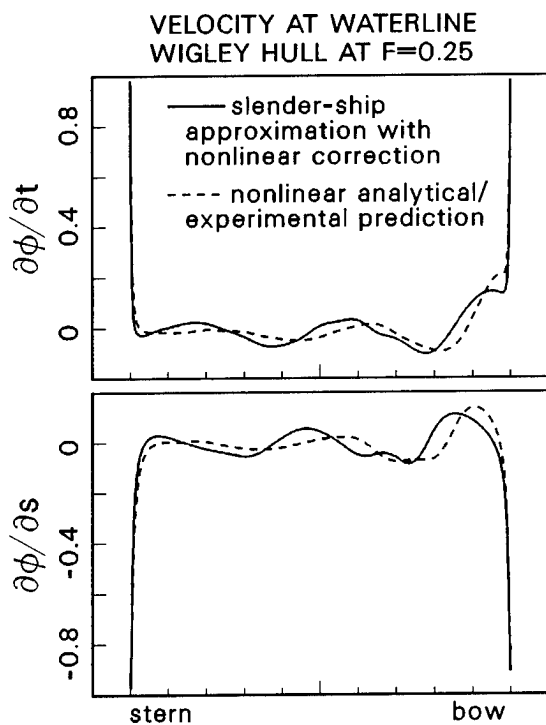 VELOCITY AT WATERLINE
WIGLEY HULL AT F=0.25
slender-ship
approximation with
nonlinear correction
nonlinear analytical/
experimental prediction
∂ϕ/∂t
0.8
0.4
0
∂ϕ/∂s
0
-0.4
-0.8
stern
bow